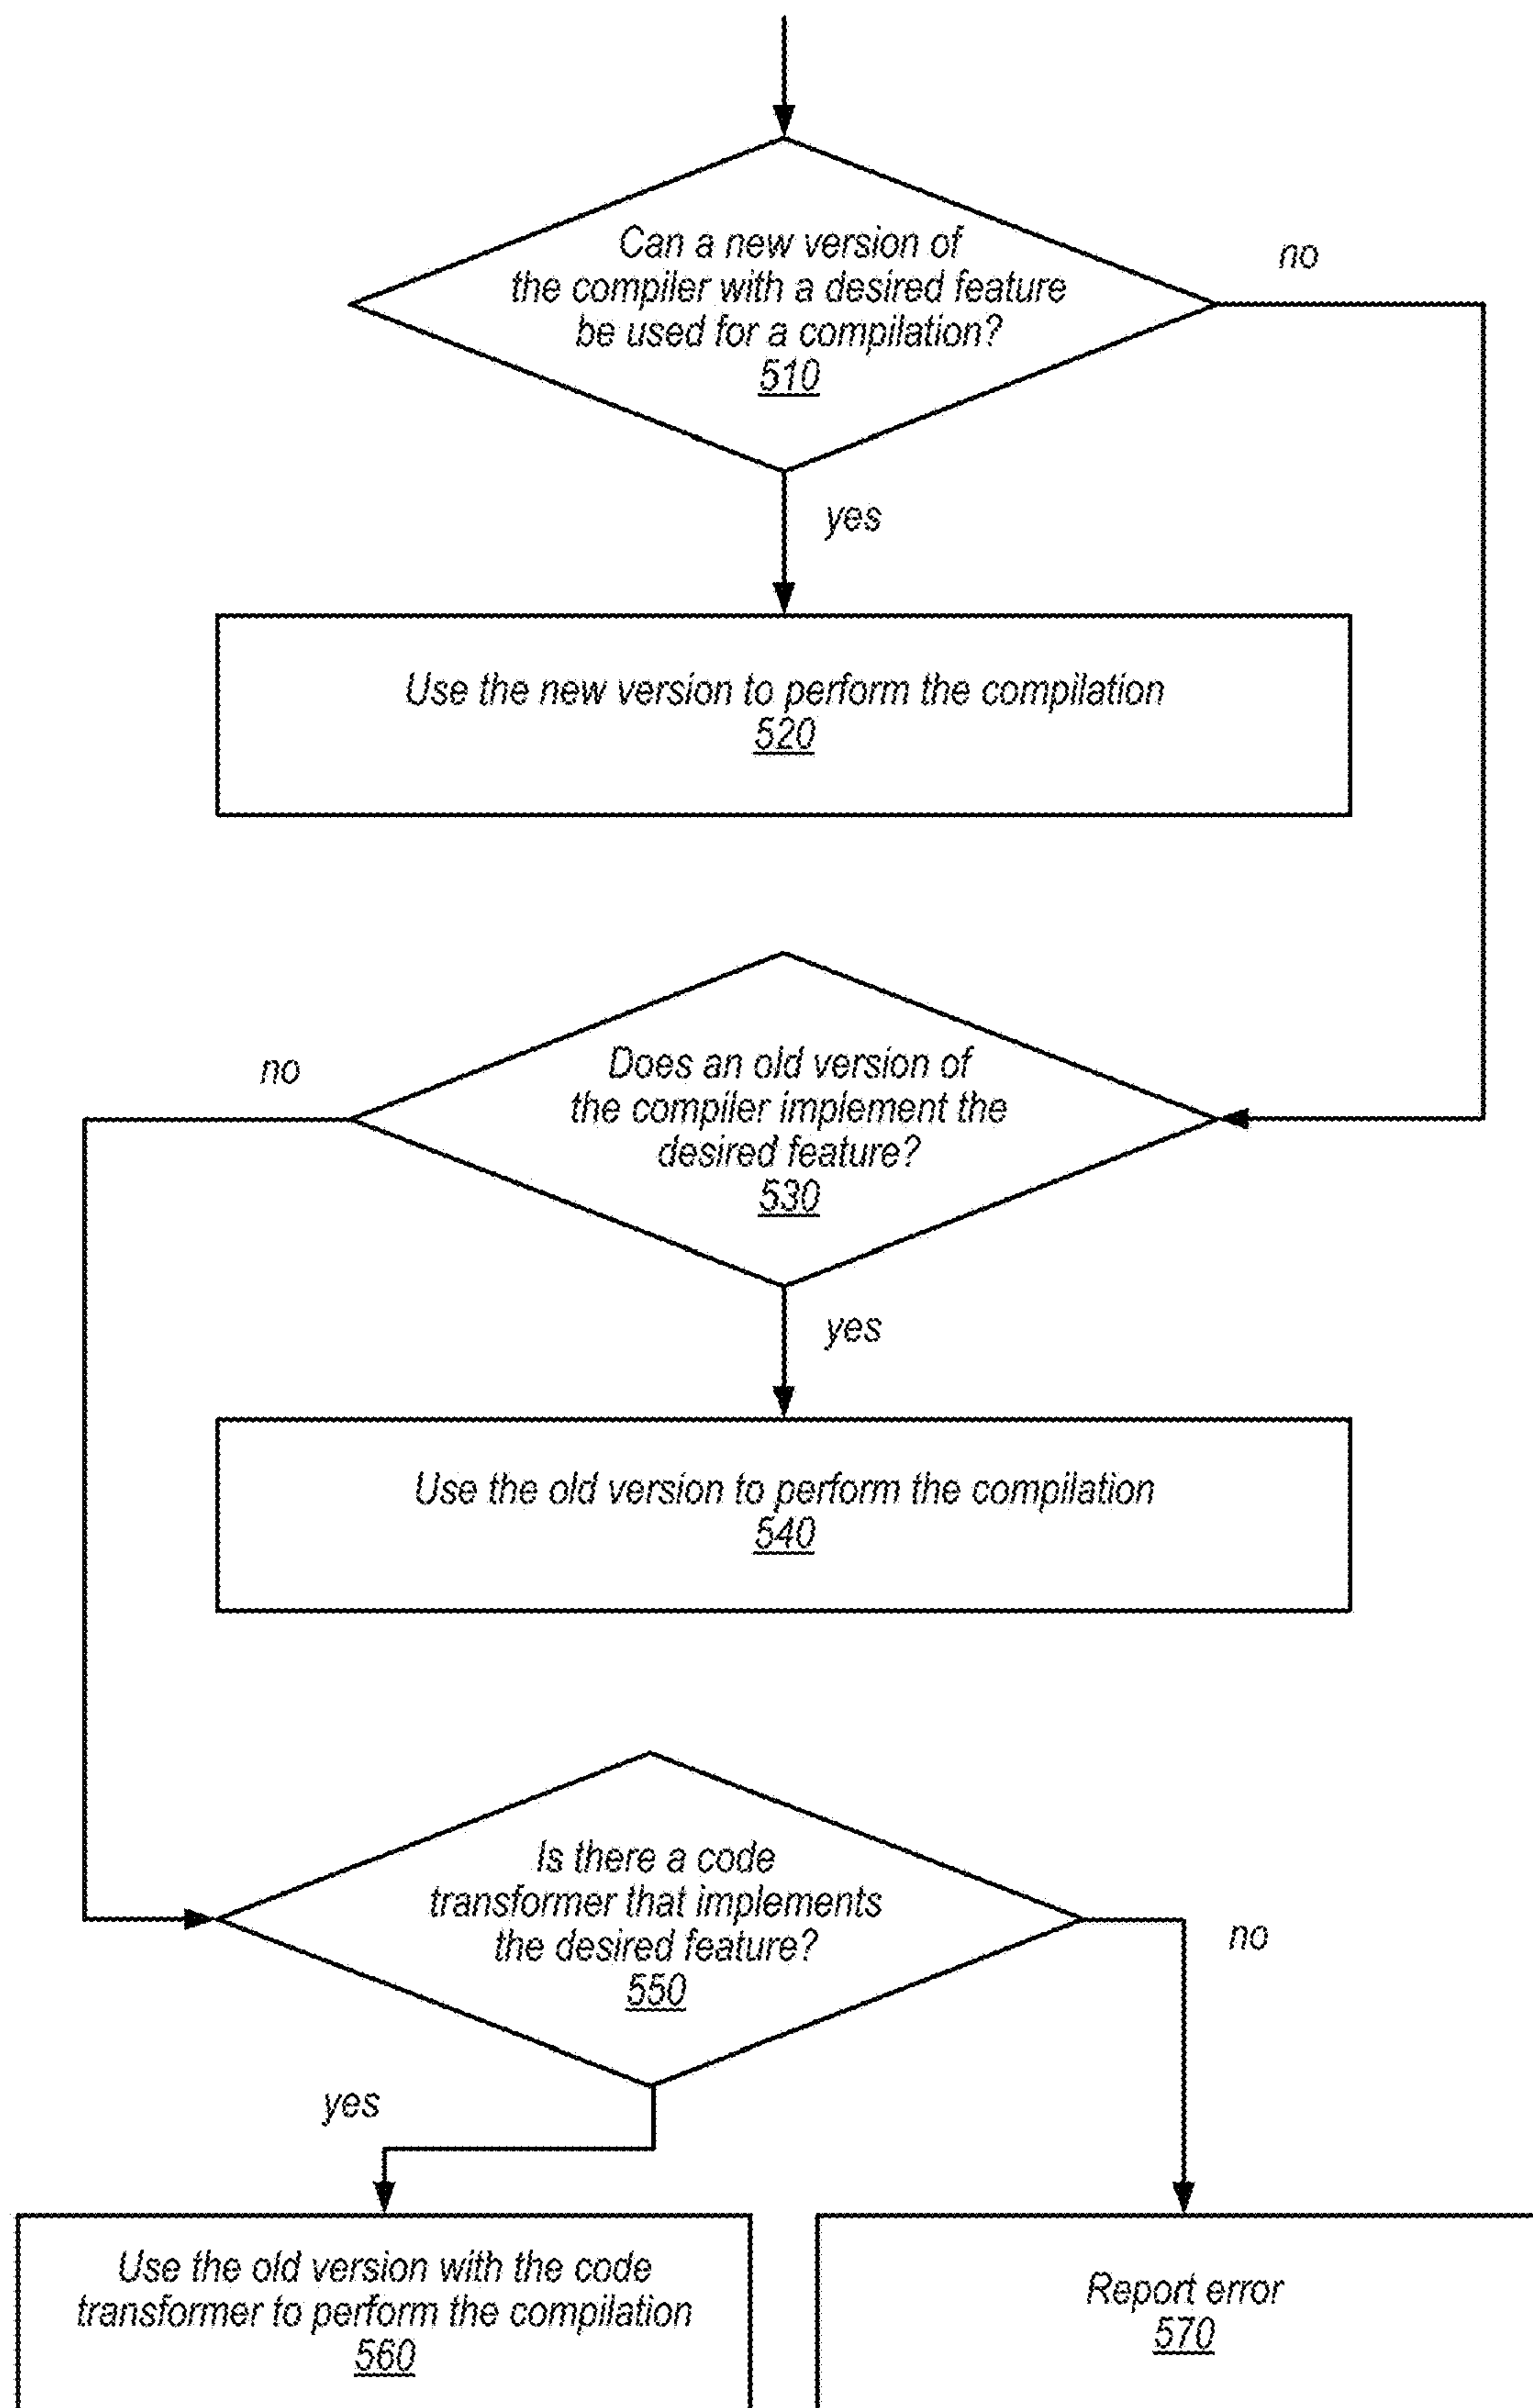 Can a new version of
the compiler with a desired feature
be used for a compilation?
510
no
yes
Use the new version to perform the compilation
520
Does an old version of
the compiler implement the
desired feature?
530
no
yes
Use the old version to perform the compilation
540
Is there a code
transformer that implements
the desired feature?
550
no
yes
Use the old version with the code
transformer to perform the compilation
560
Report error
570